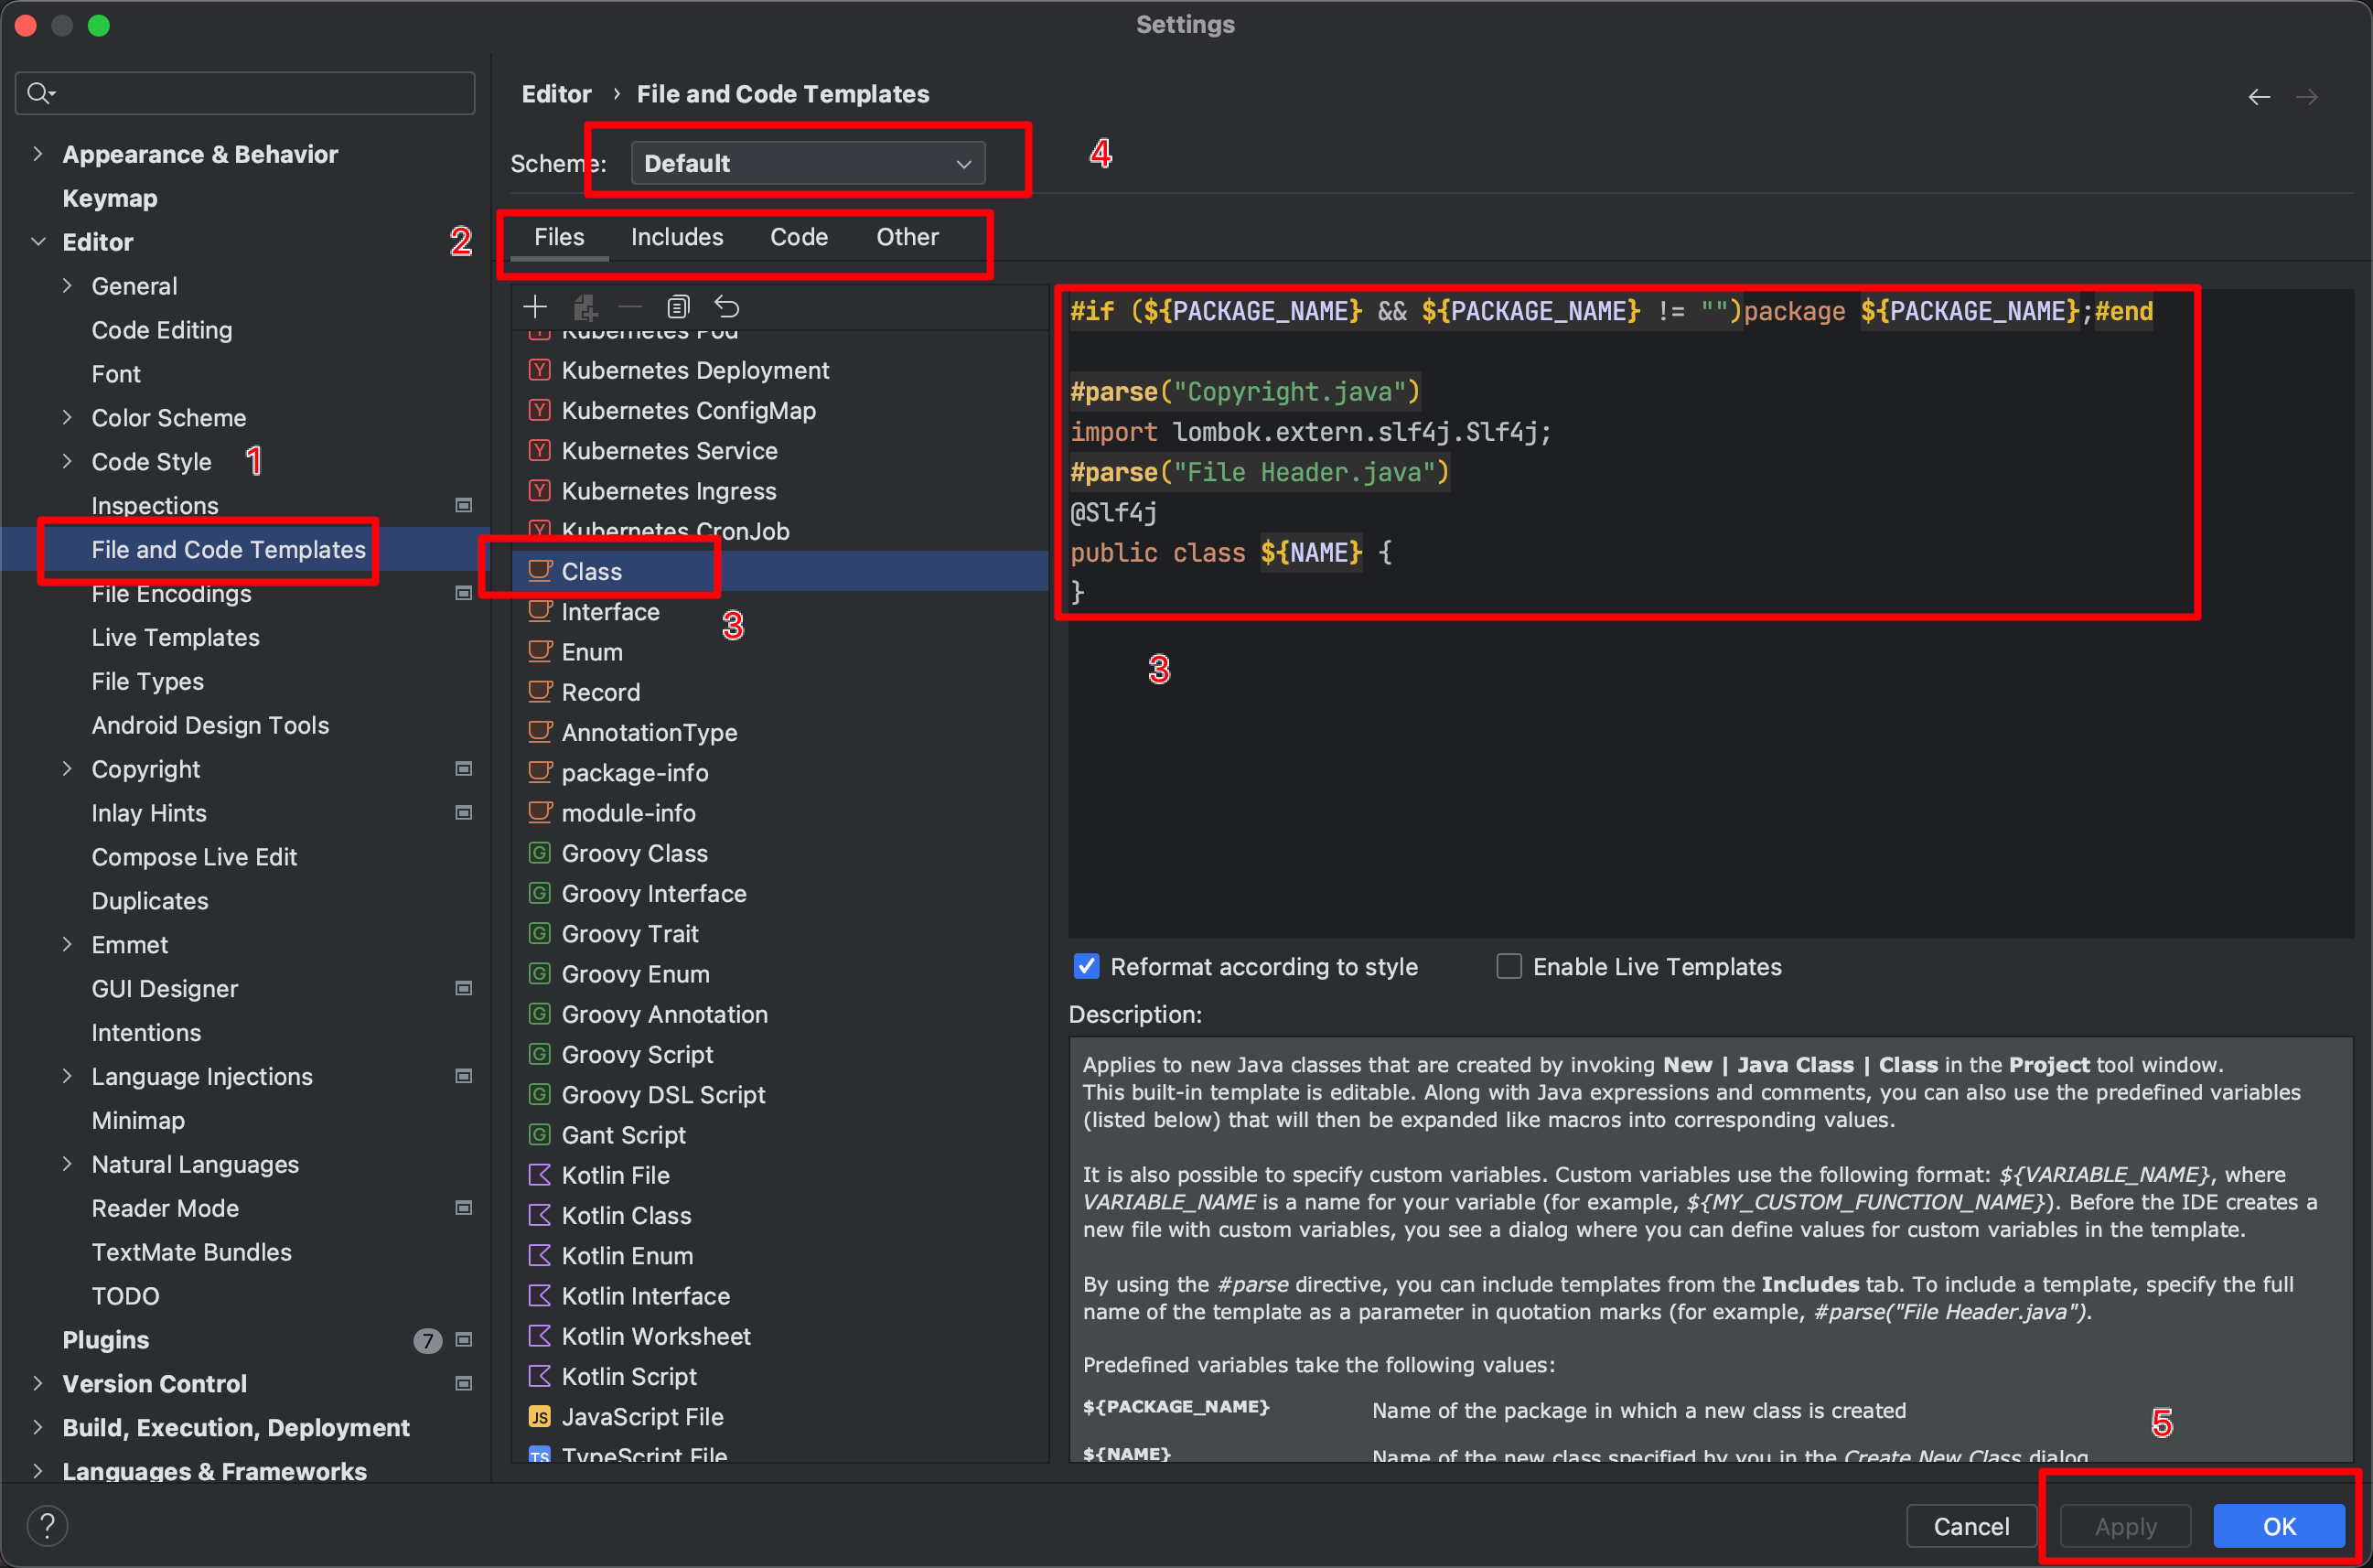 Settings
Appearance & Behavior
Keymap
Editor
General
Code Editing
Font
Color Scheme
Code Style
1
Inspections
File and Code Templates
File Encodings
Live Templates
File Types
Android Design Tools
Copyright
Inlay Hints
Compose Live Edit
Duplicates
Emmet
GUI Designer
Intentions
Language Injections
Minimap
Natural Languages
Reader Mode
TextMate Bundles
TODO
Plugins
7
Version Control
Build, Execution, Deployment
Languages & Frameworks
?
Editor › File and Code Templates
Scheme:
Default
4
2
Files Includes Code Other
Kubernetes Pod
Kubernetes Deployment
Kubernetes ConfigMap
Kubernetes Service
Kubernetes Ingress
Kubernetes CronJob
Class
Interface
3
Enum
Record
AnnotationType
package-info
module-info
Groovy Class
Groovy Interface
Groovy Trait
Groovy Enum
Groovy Annotation
Groovy Script
Groovy DSL Script
Gant Script
Kotlin File
Kotlin Class
Kotlin Enum
Kotlin Interface
Kotlin Worksheet
Kotlin Script
JavaScript File
TypeScript File
#if (${PACKAGE_NAME} && ${PACKAGE_NAME} != "")package ${PACKAGE_NAME};#end
#parse("Copyright.java")
import lombok.extern.slf4j.Slf4j;
#parse("File Header.java")
@Slf4j
public class ${NAME} {
}
3
Reformat according to style
Enable Live Templates
Description:
Applies to new Java classes that are created by invoking New | Java Class | Class in the Project tool window.
This built-in template is editable. Along with Java expressions and comments, you can also use the predefined variables
(listed below) that will then be expanded like macros into corresponding values.
It is also possible to specify custom variables. Custom variables use the following format: ${VARIABLE_NAME}, where
VARIABLE_NAME is a name for your variable (for example, ${MY_CUSTOM_FUNCTION_NAME}). Before the IDE creates a
new file with custom variables, you see a dialog where you can define values for custom variables in the template.
By using the #parse directive, you can include templates from the Includes tab. To include a template, specify the full
name of the template as a parameter in quotation marks (for example, #parse("File Header.java").
Predefined variables take the following values:
${PACKAGE_NAME} Name of the package in which a new class is created
${NAME} Name of the new class specified by you in the Create New Class dialog
5
Cancel
Apply
OK